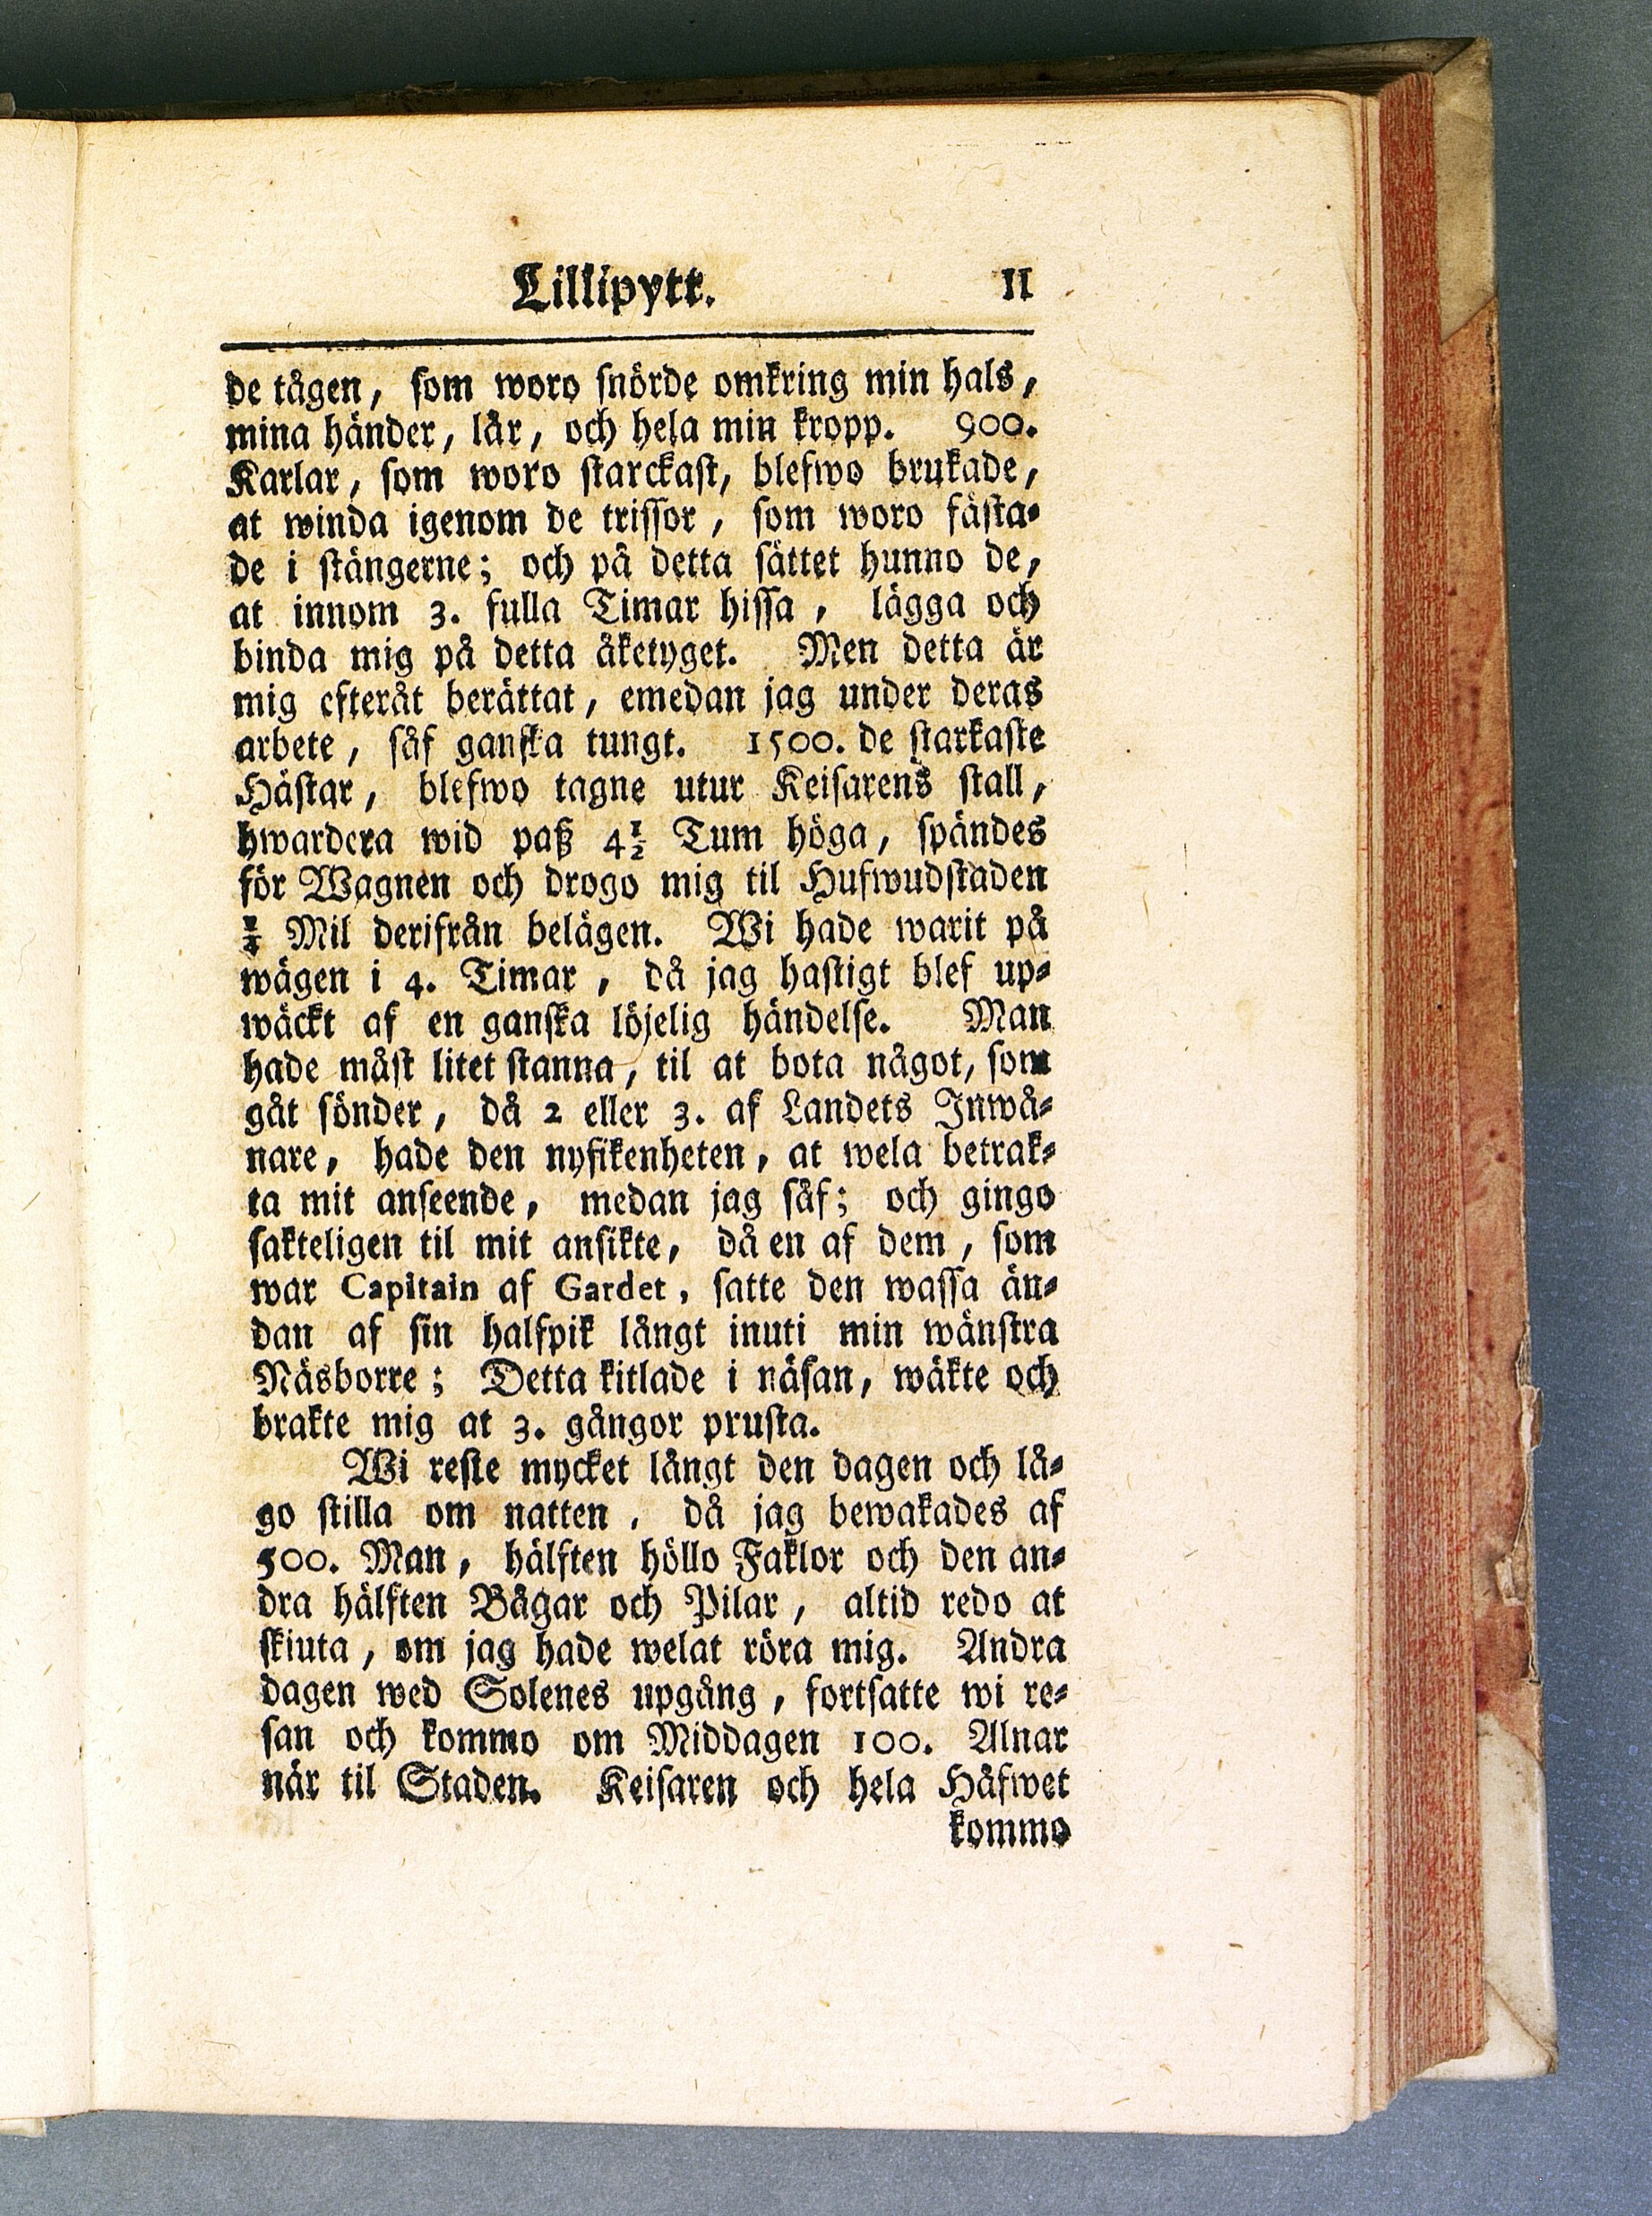 Lillipytt. 11
de tågen, som woro snörde omkring min hals,
mina händer, lår, och hela min kropp. 900.
Karlar, som woro starckast, blefwo brukade,
at winda igenom de trissor, som woro fästa-
de i stängerne; och på detta sättet hunno de,
at innom 3. fulla Timar hissa, lägga och
binda mig på detta åketyget. Men detta är
mig efteråt berättat, emedan jag under deras
arbete, såf ganska tungt. 1500. de starkaste
Hästar, blefwo tagne utur Keisarens stall,
hwardera wid paß 4½ Tum höga, spändes
för Wagnen och drogo mig til Hufwudstaden
¼ Mil derifrån belägen. Wi hade warit på
wägen i 4. Timar, då jag hastigt blef up-
wäckt af en ganska löjelig händelse. Man
hade måst litet stanna, til at bota något, som
gåt sönder, då 2 eller 3. af Landets Inwå-
nare, hade den nyfikenheten, at wela betrak-
ta mit anseende, medan jag såf; och gingo
sakteligen til mit ansikte, då en af dem, som
war Capitain af Gardet, satte den wassa än-
dan af sin halfpik långt inuti min wänstra
Näsborre; Detta kitlade i näsan, wäkte och
brakte mig at 3. gångor prusta.
Wi reste mycket långt den dagen och lå-
go stilla om natten, då jag bewakades af
500. Man, hälften höllo Faklor och den an-
dra hälften Bågar och Pilar, altid redo at
skiuta, om jag hade welat röra mig. Andra
dagen wed Solenes upgång, fortsatte wi re-
san och kommo om Middagen 100. Alnar
när til Staden. Keisaren och hela Håfwet
kommo